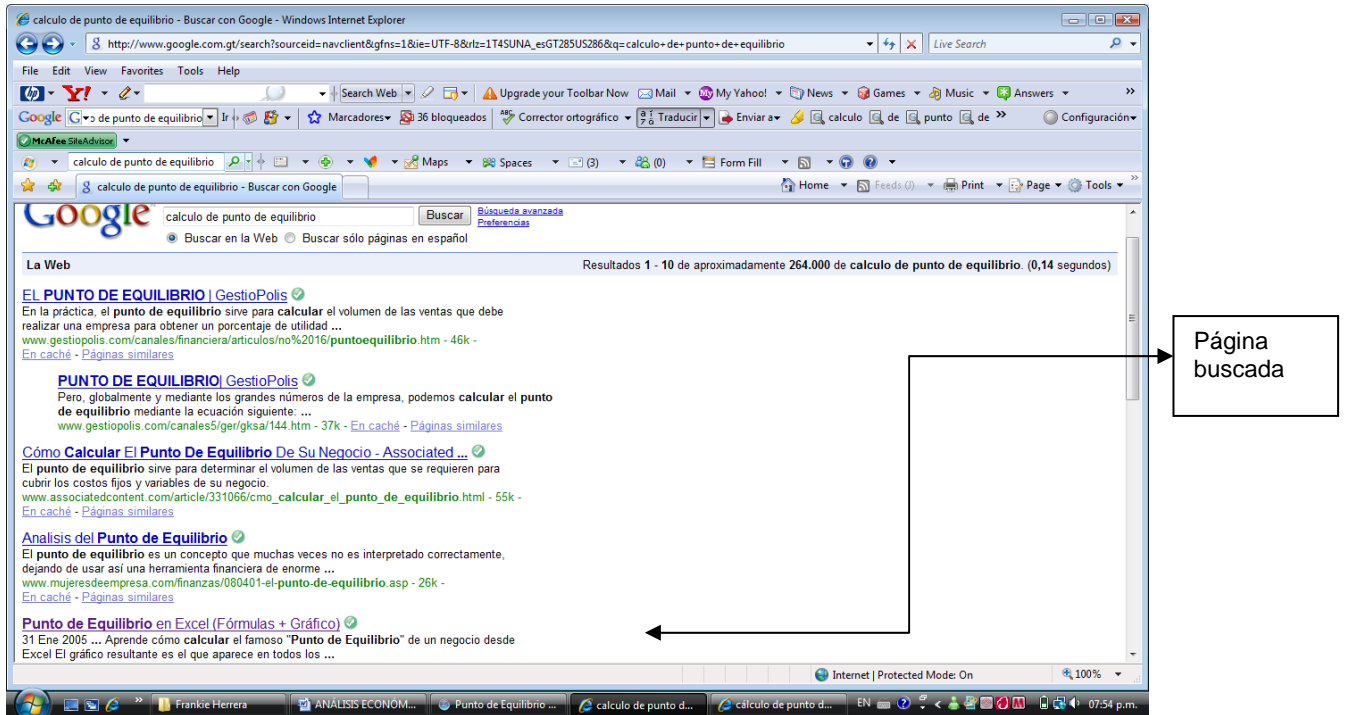 calculo de punto de equilibrio - Buscar con Google - Windows Internet Explorer
http://www.google.com.gt/search?sourceid=navclient&gfns=1&ie=UTF-8&rlz=1T4SUNA_esGT285US286&q=calculo+de+punto+de+equilibrio
Live Search
File Edit View Favorites Tools Help
Y! Search Web Upgrade your Toolbar Now Mail My Yahoo! News Games Music Answers »
Google G de punto de equilibrio Ir Marcadores 36 bloqueados Corrector ortográfico Traducir Enviar a calculo de punto de » Configuración
McAfee SiteAdvisor
calculo de punto de equilibrio Maps Spaces (3) (0) Form Fill
calculo de punto de equilibrio - Buscar con Google Home Feeds (J) Print Page Tools »
Google calculo de punto de equilibrio Buscar Búsqueda avanzada
Preferencias
Buscar en la Web Buscar sólo páginas en español
La Web Resultados 1 - 10 de aproximadamente 264.000 de calculo de punto de equilibrio. (0,14 segundos)
EL PUNTO DE EQUILIBRIO | GestioPolis
En la práctica, el punto de equilibrio sirve para calcular el volumen de las ventas que debe
realizar una empresa para obtener un porcentaje de utilidad ...
www.gestiopolis.com/canales/financiera/articulos/no%2016/puntoequilibrio.htm - 46k -
En caché - Páginas similares
PUNTO DE EQUILIBRIO| GestioPolis
Pero, globalmente y mediante los grandes números de la empresa, podemos calcular el punto
de equilibrio mediante la ecuación siguiente: ...
www.gestiopolis.com/canales5/ger/gksa/144.htm - 37k - En caché - Páginas similares
Cómo Calcular El Punto De Equilibrio De Su Negocio - Associated ...
El punto de equilibrio sirve para determinar el volumen de las ventas que se requieren para
cubrir los costos fijos y variables de su negocio.
www.associatedcontent.com/article/331066/cmo_calcular_el_punto_de_equilibrio.html - 55k -
En caché - Páginas similares
Analisis del Punto de Equilibrio
El punto de equilibrio es un concepto que muchas veces no es interpretado correctamente,
dejando de usar así una herramienta financiera de enorme ...
www.mujeresdeempresa.com/finanzas/080401-el-punto-de-equilibrio.asp - 26k -
En caché - Páginas similares
Punto de Equilibrio en Excel (Fórmulas + Gráfico)
31 Ene 2005 ... Aprende cómo calcular el famoso "Punto de Equilibrio" de un negocio desde
Excel El gráfico resultante es el que aparece en todos los ...
Página
buscada
Internet | Protected Mode: On 100%
» Frankie Herrera ANÁLISIS ECONÓM... Punto de Equilibrio ... calculo de punto d... calculo de punto d... EN 07:54 p.m.